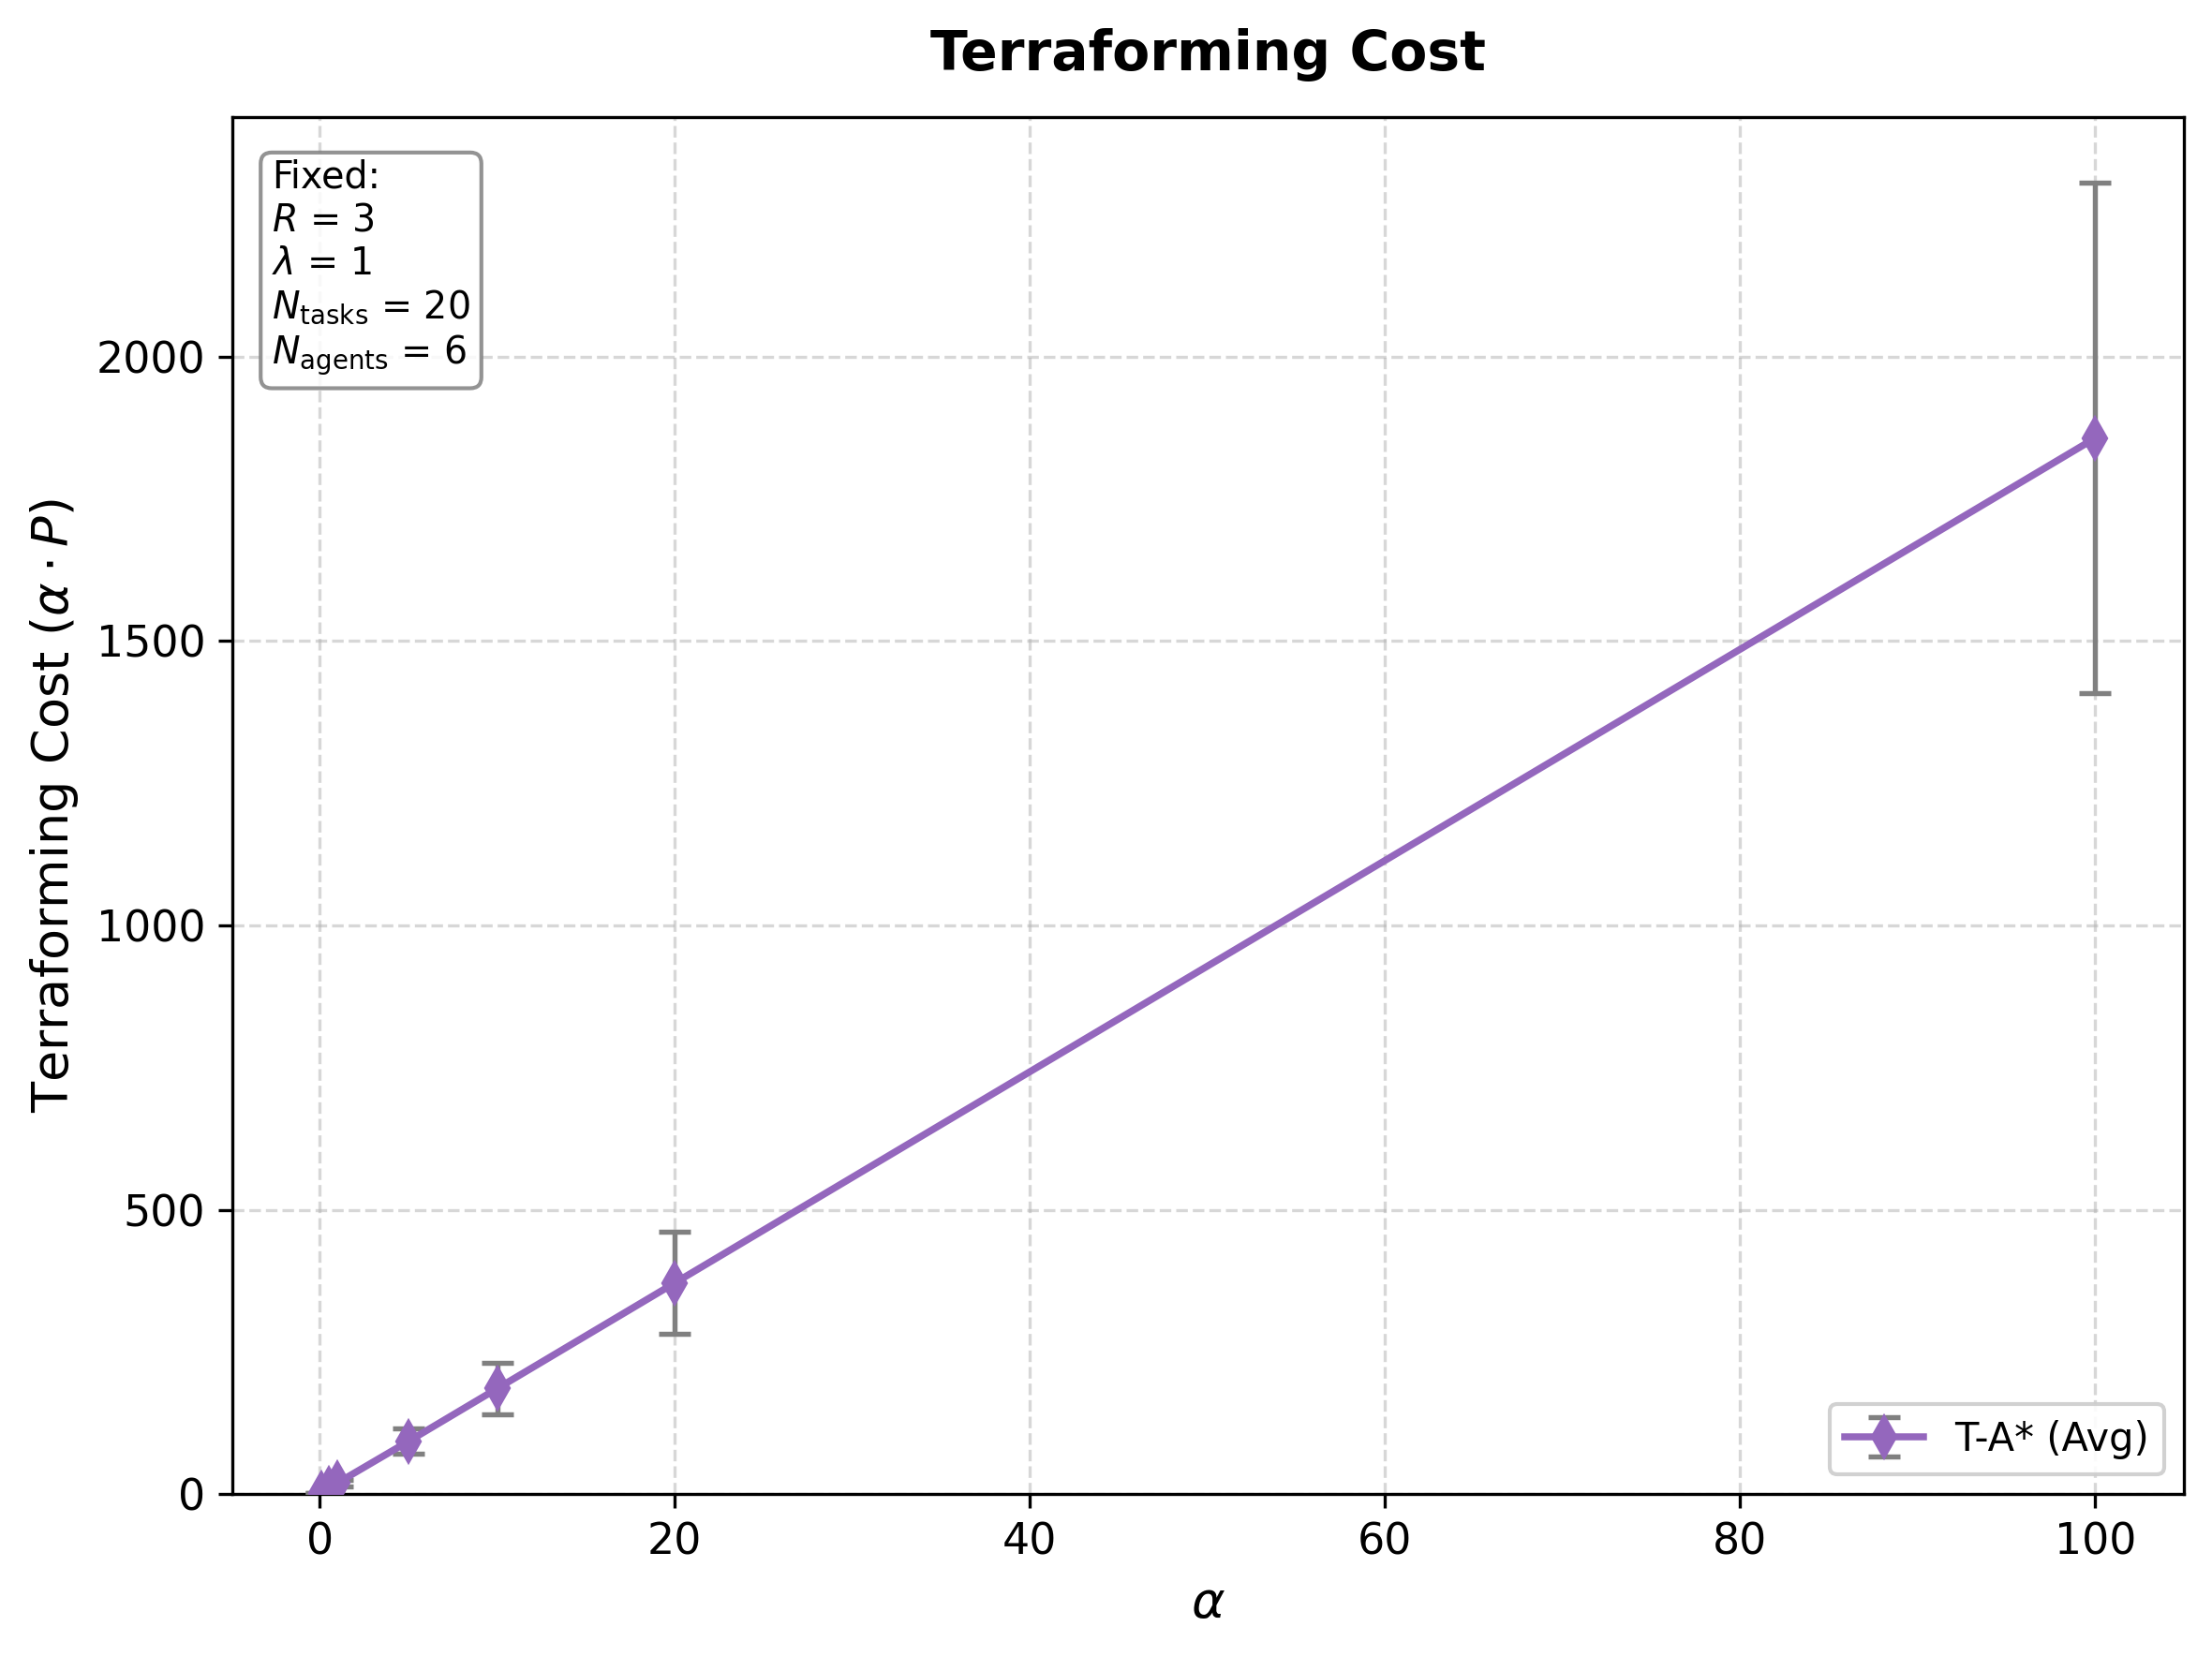 Terraforming Cost
Fixed:
R = 3
λ = 1
N_tasks = 20
N_agents = 6
Terraforming Cost (α · P)
2000
1500
1000
500
0
T-A* (Avg)
0 20 40 60 80 100
α